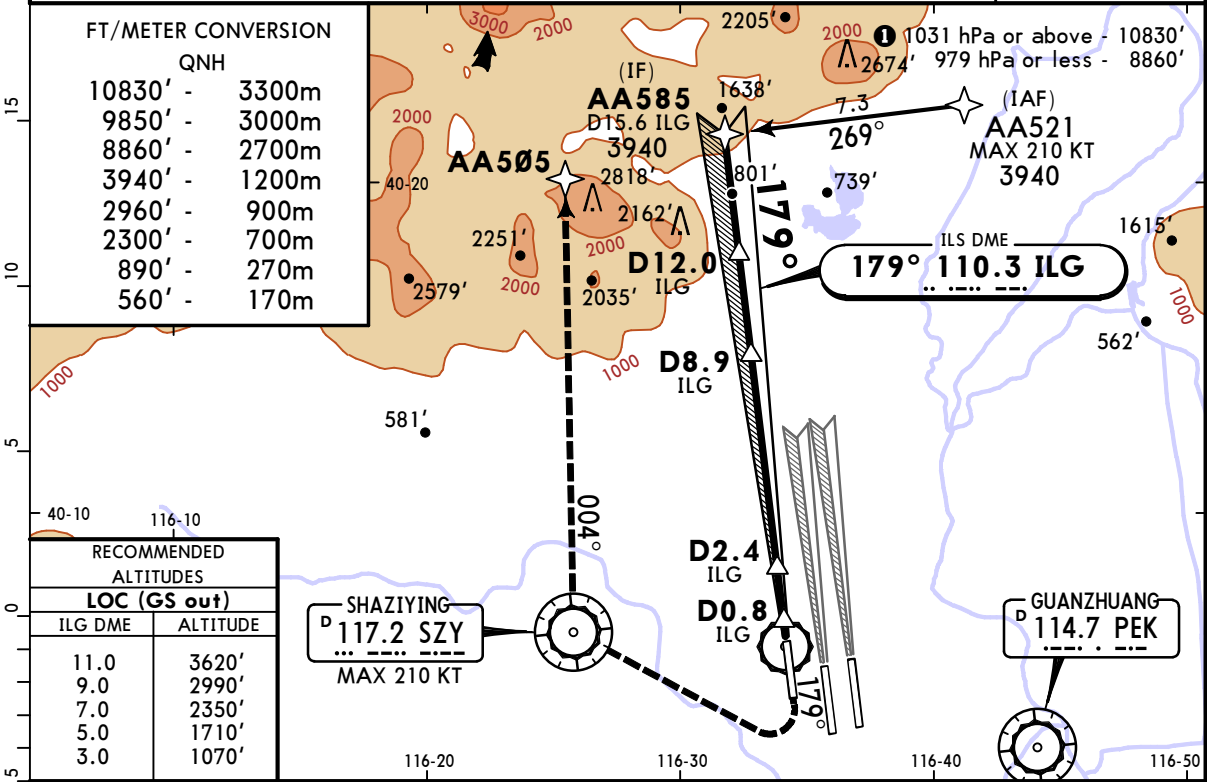 FT/METER CONVERSION
QNH
10830' - 3300m
9850' - 3000m
8860' - 2700m
3940' - 1200m
2960' - 900m
2300' - 700m
890' - 270m
560' - 170m
3000
2000
2205'
2000
2674'
1 1031 hPa or above - 10830'
979 hPa or less - 8860'
(IF)
AA585
D15.6 ILG
3940
1638'
7.3
269°
(IAF)
AA521
MAX 210 KT
3940
15
2000
AA505
40-20
2818'
801'
739'
179°
2162'
2251'
2000
2000
2035'
2579'
D12.0
ILG
ILS DME
179° 110.3 ILG
1615'
1000
562'
10
1000
1000
D8.9
ILG
581'
5
40-10
116-10
004°
RECOMMENDED
ALTITUDES
LOC (GS out)
ILG DME ALTITUDE
11.0 3620'
9.0 2990'
7.0 2350'
5.0 1710'
3.0 1070'
0
5
D2.4
ILG
D0.8
ILG
SHAZIYING
D 117.2 SZY
MAX 210 KT
179°
GUANZHUANG
D 114.7 PEK
116-20
116-30
116-40
116-50